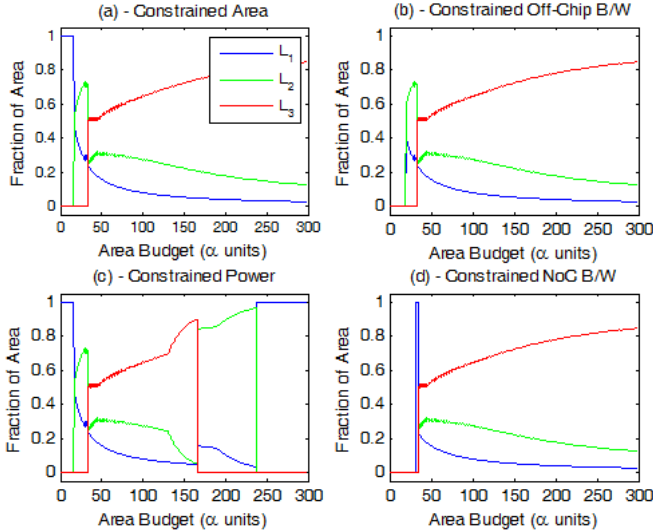 (a) - Constrained Area
(b) - Constrained Off-Chip B/W
Fraction of Area
1
0.8
0.6
0.4
0.2
0
L1
L2
L3
0 50 100 150 200 250 300
Area Budget (α units)
Fraction of Area
1
0.8
0.6
0.4
0.2
0
0 50 100 150 200 250 300
Area Budget (α units)
(c) - Constrained Power
(d) - Constrained NoC B/W
Fraction of Area
1
0.8
0.6
0.4
0.2
0
0 50 100 150 200 250 300
Area Budget (α units)
Fraction of Area
1
0.8
0.6
0.4
0.2
0
0 50 100 150 200 250 300
Area Budget (α units)